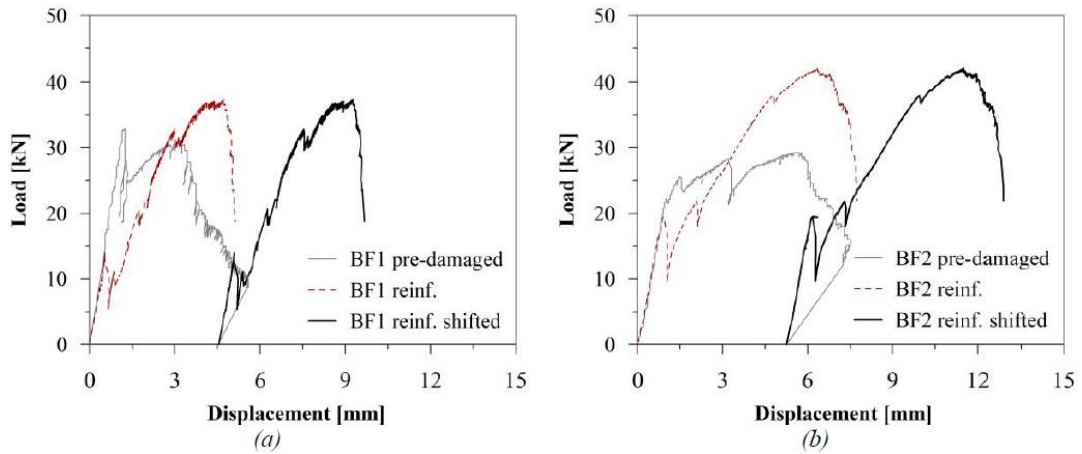 50
40
30
20
10
0
Load [kN]
BF1 pre-damaged
BF1 reinf.
BF1 reinf. shifted
0 3 6 9 12 15
Displacement [mm]
(a)
50
40
30
20
10
0
Load [kN]
BF2 pre-damaged
BF2 reinf.
BF2 reinf. shifted
0 3 6 9 12 15
Displacement [mm]
(b)